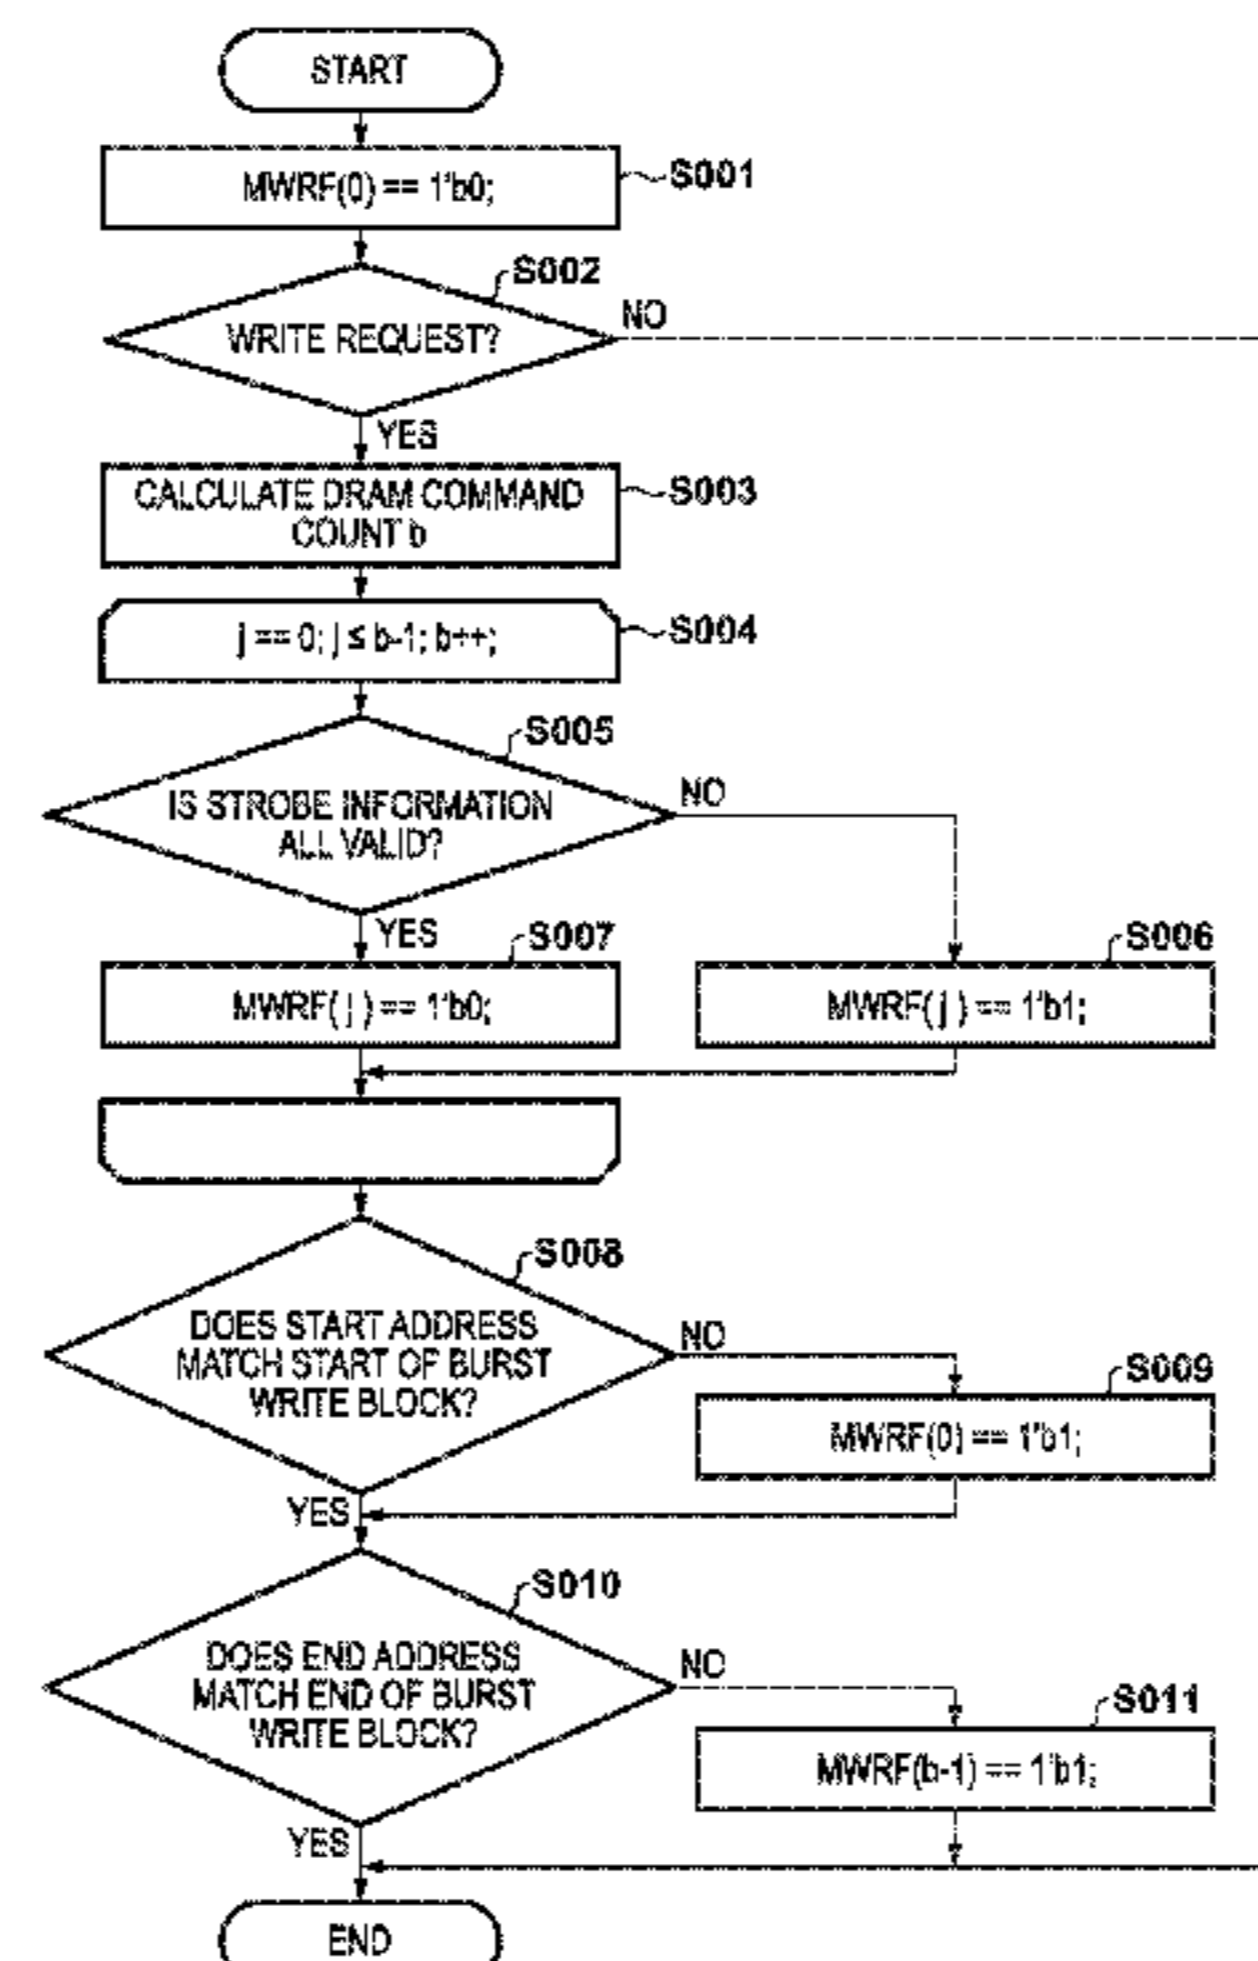 START
MWRF(0) == 1'b0;
S001
S002
WRITE REQUEST?
NO
YES
CALCULATE DRAM COMMAND
COUNT b
S003
j == 0; j ≤ b-1; b++;
S004
S005
IS STROBE INFORMATION
ALL VALID?
NO
YES
S007
MWRF( j ) == 1'b0;
S006
MWRF( j ) == 1'b1;
S008
DOES START ADDRESS
MATCH START OF BURST
WRITE BLOCK?
NO
S009
MWRF(0) == 1'b1;
YES
S010
DOES END ADDRESS
MATCH END OF BURST
WRITE BLOCK?
NO
S011
MWRF(b-1) == 1'b1;
YES
END